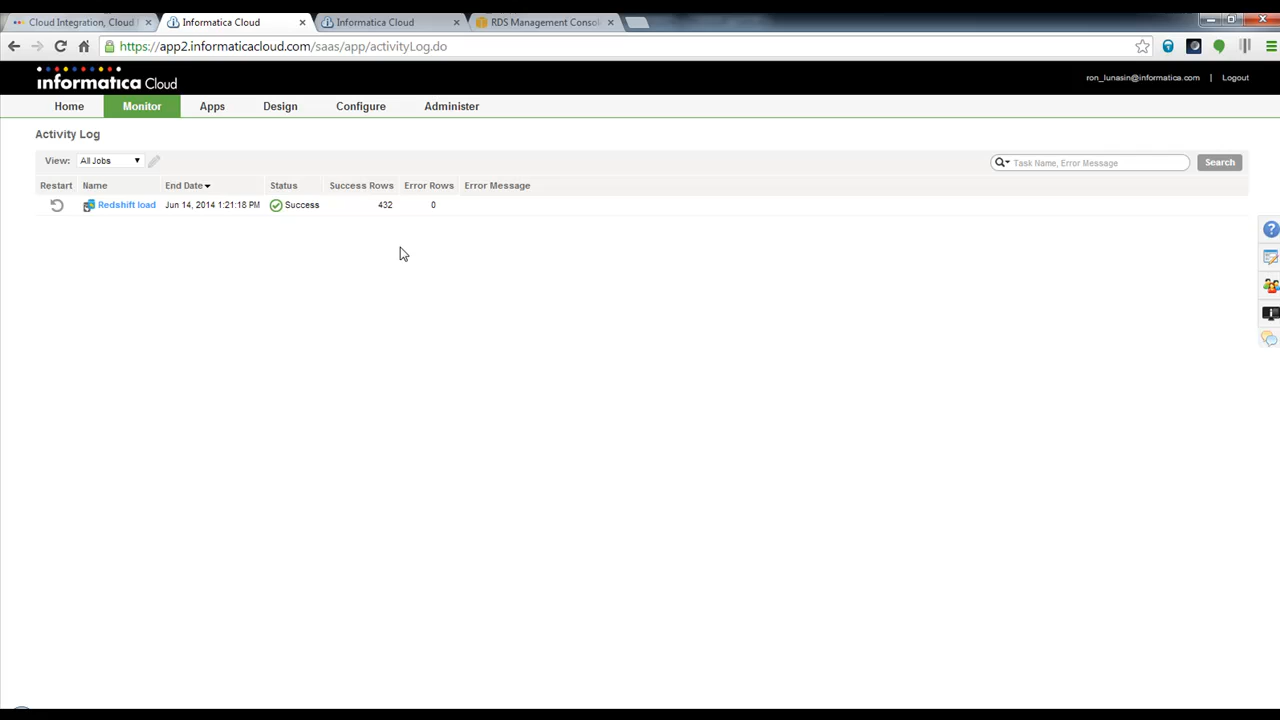 Cloud Integration, Cloud
Informatica Cloud
Informatica Cloud
RDS Management Consol
https://app2.informaticacloud.com/saas/app/activityLog.do
informatica Cloud
ron_lunasin@informatica.com | Logout
Home Monitor Apps Design Configure Administer
Activity Log
View: All Jobs
Task Name, Error Message
Search
Restart Name End Date Status Success Rows Error Rows Error Message
Redshift load Jun 14, 2014 1:21:18 PM Success 432 0